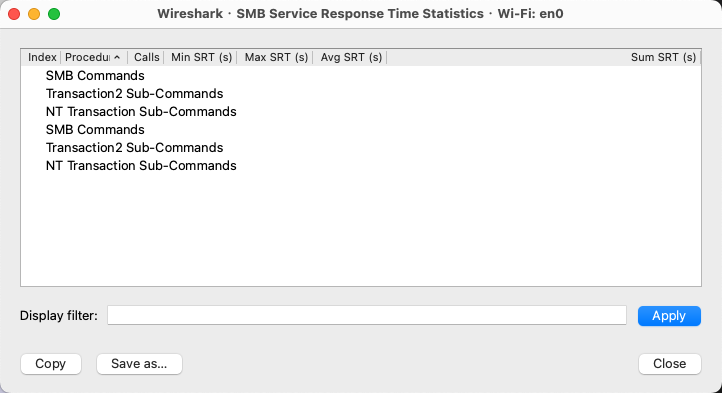 Wireshark · SMB Service Response Time Statistics · Wi-Fi: en0
Index Procedu Calls Min SRT (s) Max SRT (s) Avg SRT (s) Sum SRT (s)
SMB Commands
Transaction2 Sub-Commands
NT Transaction Sub-Commands
SMB Commands
Transaction2 Sub-Commands
NT Transaction Sub-Commands
Display filter:
Apply
Copy
Save as...
Close